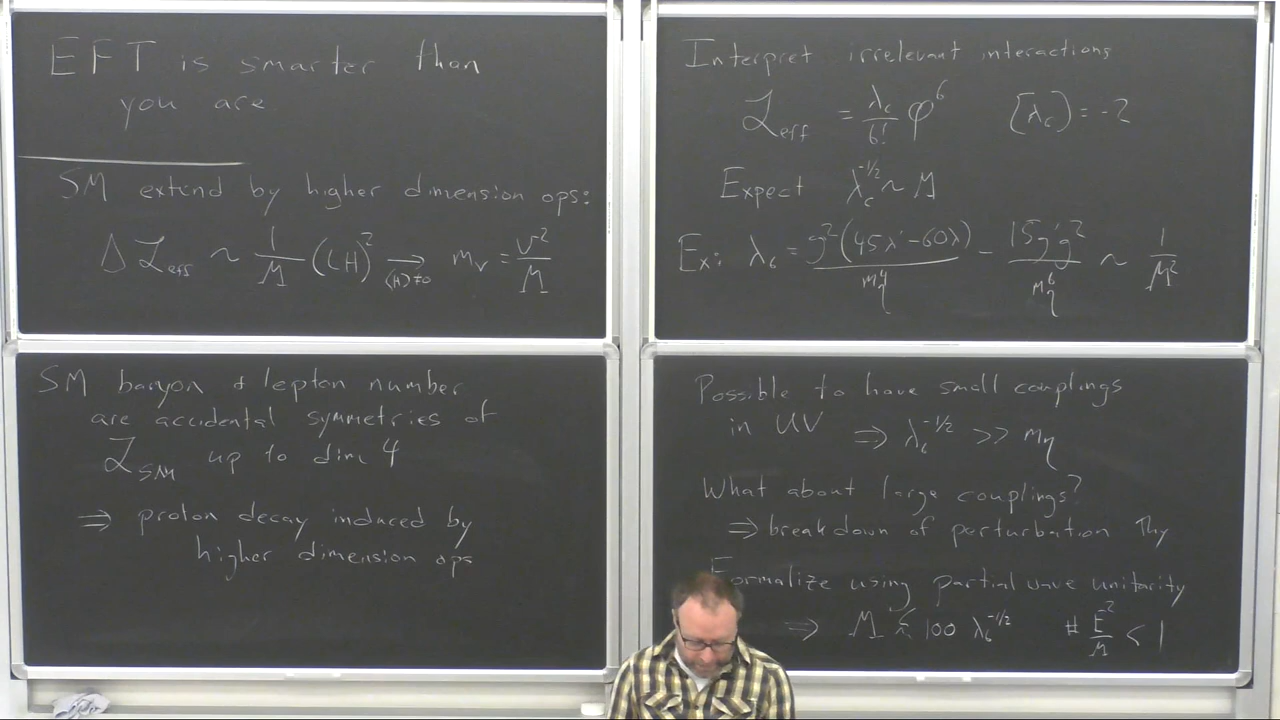 EFT is smarter than
you are
SM extend by higher dimension ops:
Δℒ_eff ~ 1/M (LH)² →_{⟨H⟩≠0} m_ν = v²/M
SM baryon & lepton number
are accidental symmetries of
ℒ_SM up to dim 4
⇒ proton decay induced by
higher dimension ops
Interpret irrelevant interactions
ℒ_eff = λ₆/6! φ⁶ [λ₆] = -2
Expect λ₆^{-1/2} ~ M
Ex: λ₆ = g²(45λ' - 60λ)/m_η⁴ - 15g'g²/m_η⁶ ~ 1/M²
Possible to have small couplings
in UV ⇒ λ₆^{-1/2} >> m_η
What about large couplings?
⇒ breakdown of perturbation Thy
Formalize using partial wave unitarity
⇒ M ≲ 100 λ₆^{-1/2} # E²/M < 1